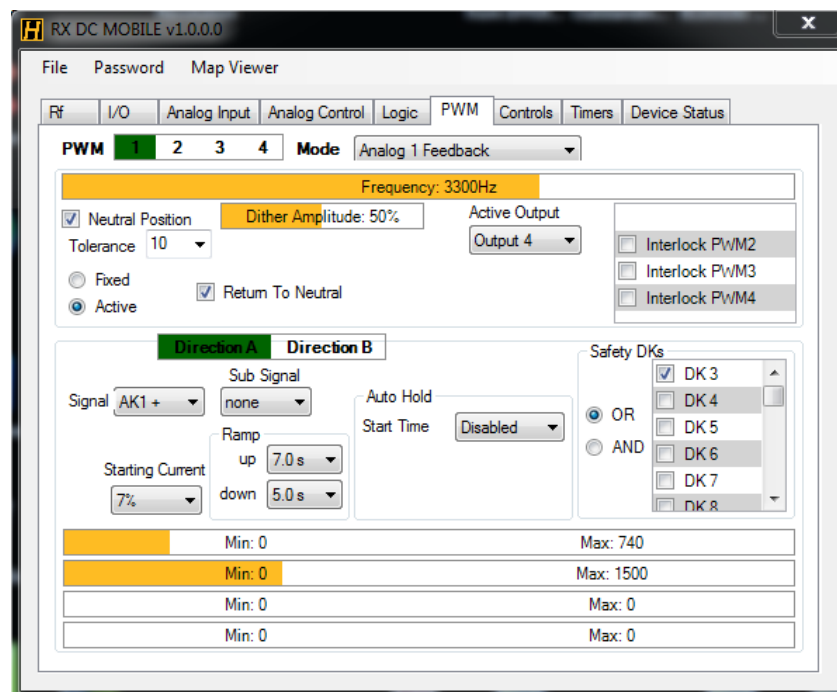 H RX DC MOBILE v1.0.0.0 x
File Password Map Viewer
Rf I/O Analog Input Analog Control Logic PWM Controls Timers Device Status
PWM 1 2 3 4 Mode Analog 1 Feedback
Frequency: 3300Hz
Neutral Position Dither Amplitude: 50% Active Output
Tolerance 10 Output 4 Interlock PWM2
Fixed Interlock PWM3
Active Return To Neutral Interlock PWM4
Direction A Direction B
Safety DKs
Sub Signal DK 3
Signal AK1 + none Auto Hold DK 4
Start Time Disabled OR DK 5
Ramp AND DK 6
Starting Current up 7.0 s DK 7
7% down 5.0 s DK 8
Min: 0 Max: 740
Min: 0 Max: 1500
Min: 0 Max: 0
Min: 0 Max: 0